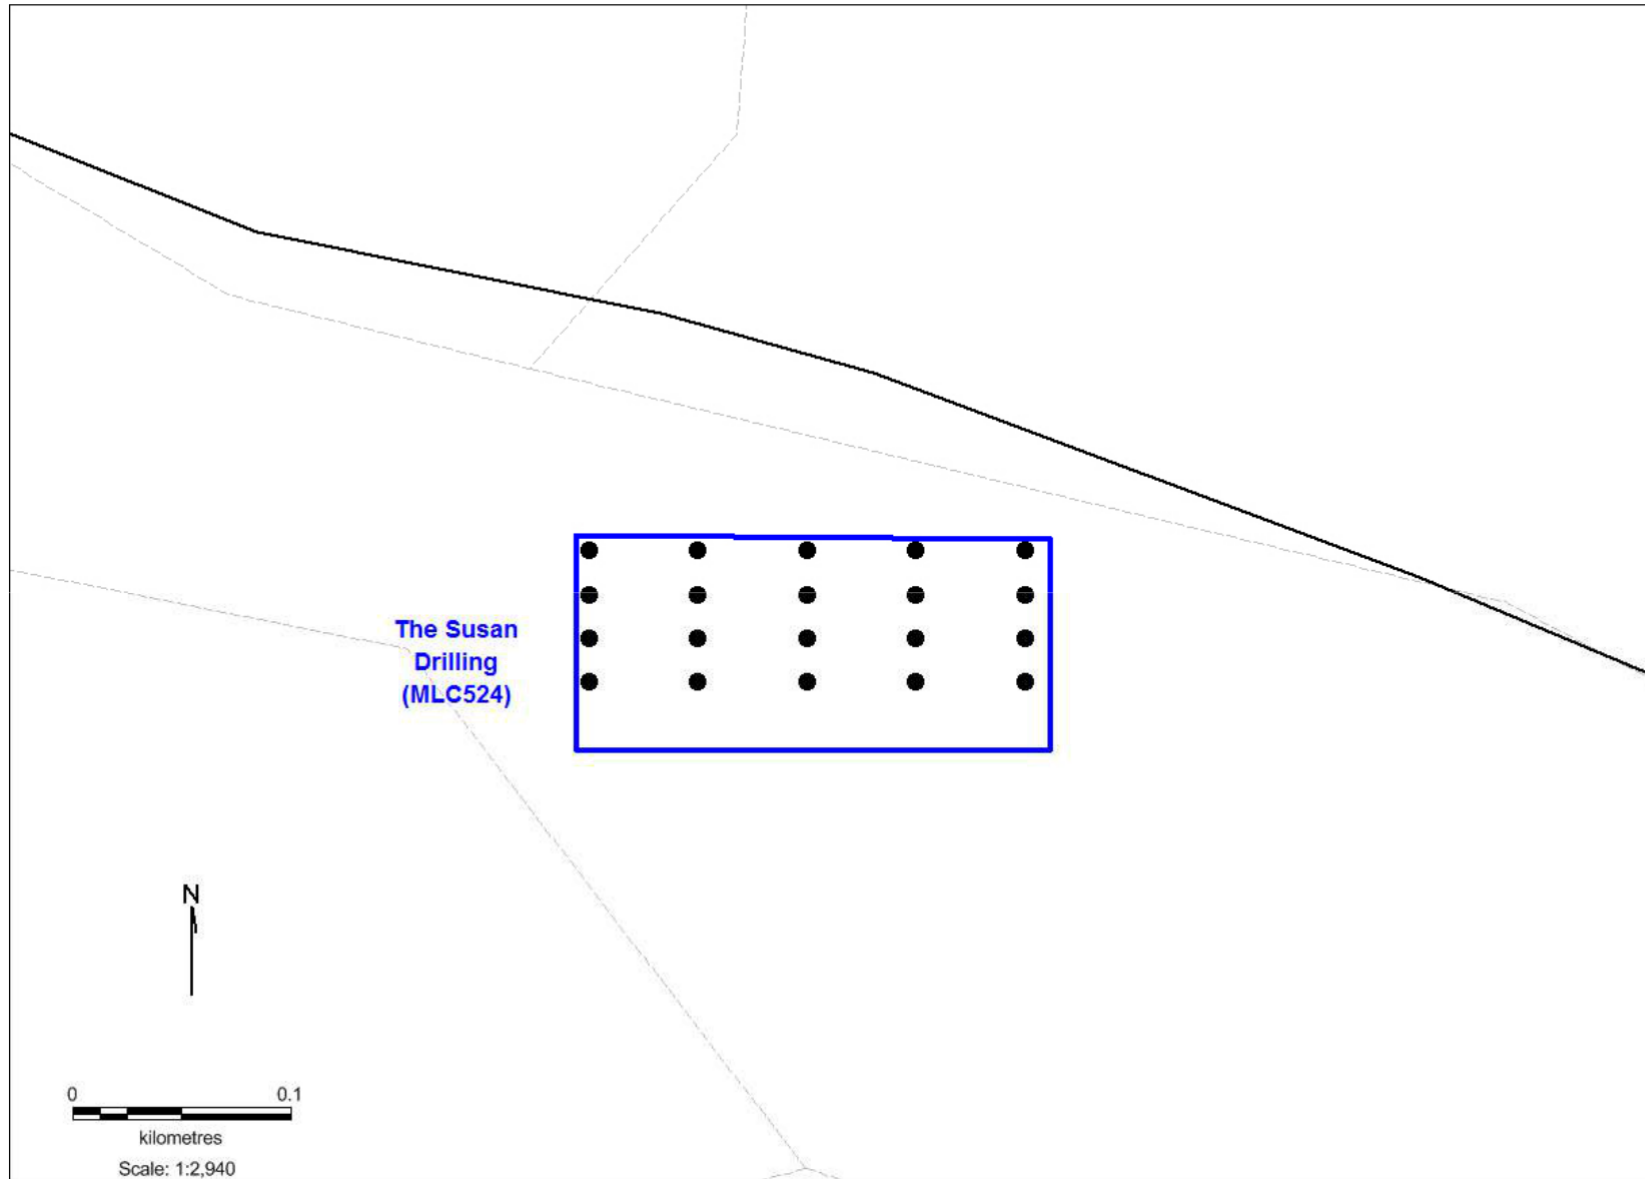 The Susan
Drilling
(MLC524)
N
0 0.1
kilometres
Scale: 1:2,940